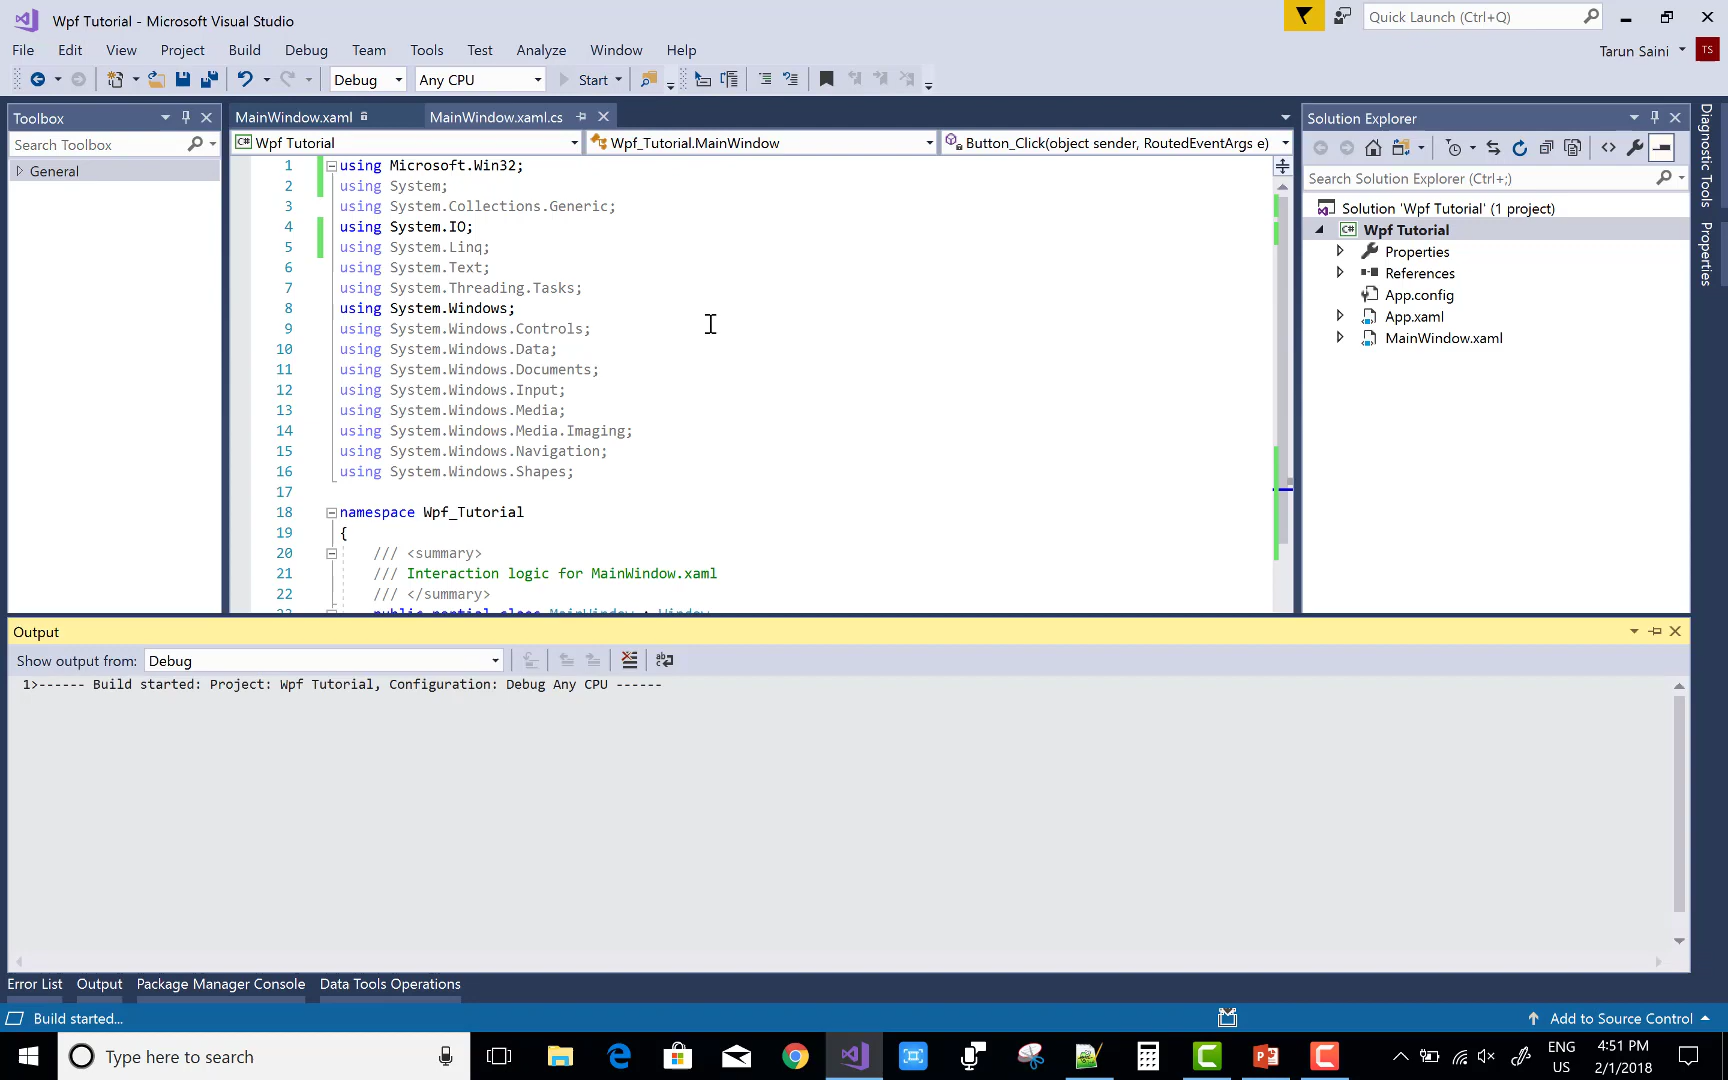 Wpf Tutorial - Microsoft Visual Studio
Quick Launch (Ctrl+Q)
File Edit View Project Build Debug Team Tools Test Analyze Window Help
Tarun Saini TS
Debug Any CPU Start
Toolbox
Search Toolbox
General
MainWindow.xaml MainWindow.xaml.cs
Wpf Tutorial Wpf_Tutorial.MainWindow Button_Click(object sender, RoutedEventArgs e)
1 using Microsoft.Win32;
2 using System;
3 using System.Collections.Generic;
4 using System.IO;
5 using System.Linq;
6 using System.Text;
7 using System.Threading.Tasks;
8 using System.Windows;
9 using System.Windows.Controls;
10 using System.Windows.Data;
11 using System.Windows.Documents;
12 using System.Windows.Input;
13 using System.Windows.Media;
14 using System.Windows.Media.Imaging;
15 using System.Windows.Navigation;
16 using System.Windows.Shapes;
17
18 namespace Wpf_Tutorial
19 {
20 /// <summary>
21 /// Interaction logic for MainWindow.xaml
22 /// </summary>
23 public partial class MainWindow : Window
Solution Explorer
Search Solution Explorer (Ctrl+;)
Solution 'Wpf Tutorial' (1 project)
C# Wpf Tutorial
Properties
References
App.config
App.xaml
MainWindow.xaml
Diagnostic Tools
Properties
Output
Show output from: Debug
1>------ Build started: Project: Wpf Tutorial, Configuration: Debug Any CPU ------
Error List Output Package Manager Console Data Tools Operations
Build started...
Add to Source Control
Type here to search
ENG
US
4:51 PM
2/1/2018